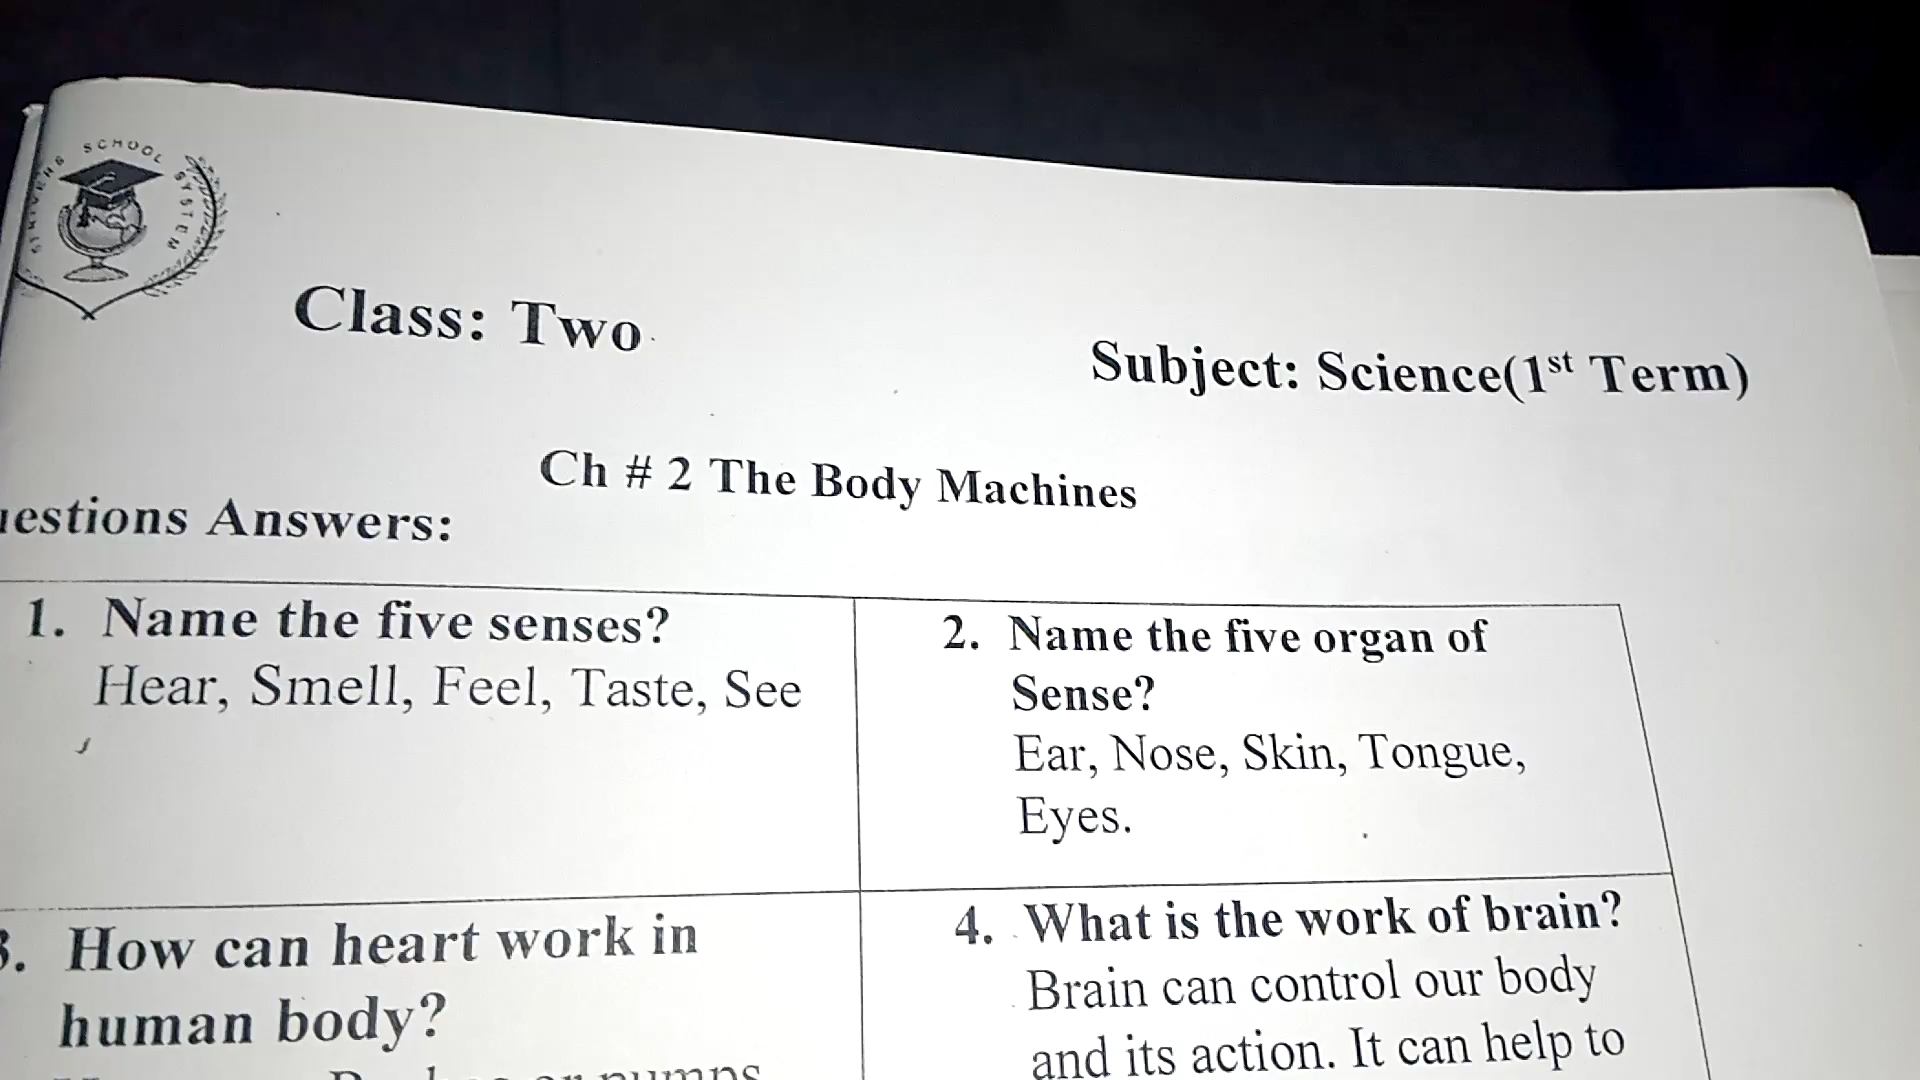 SCHOOL SYSTEM
Class: Two
Subject: Science(1st Term)
Ch # 2 The Body Machines
Answers:
1. Name the five senses?
Hear, Smell, Feel, Taste, See
2. Name the five organ of
Sense?
Ear, Nose, Skin, Tongue,
Eyes.
3. How can heart work in
human body?
4. What is the work of brain?
Brain can control our body
and its action. It can help to